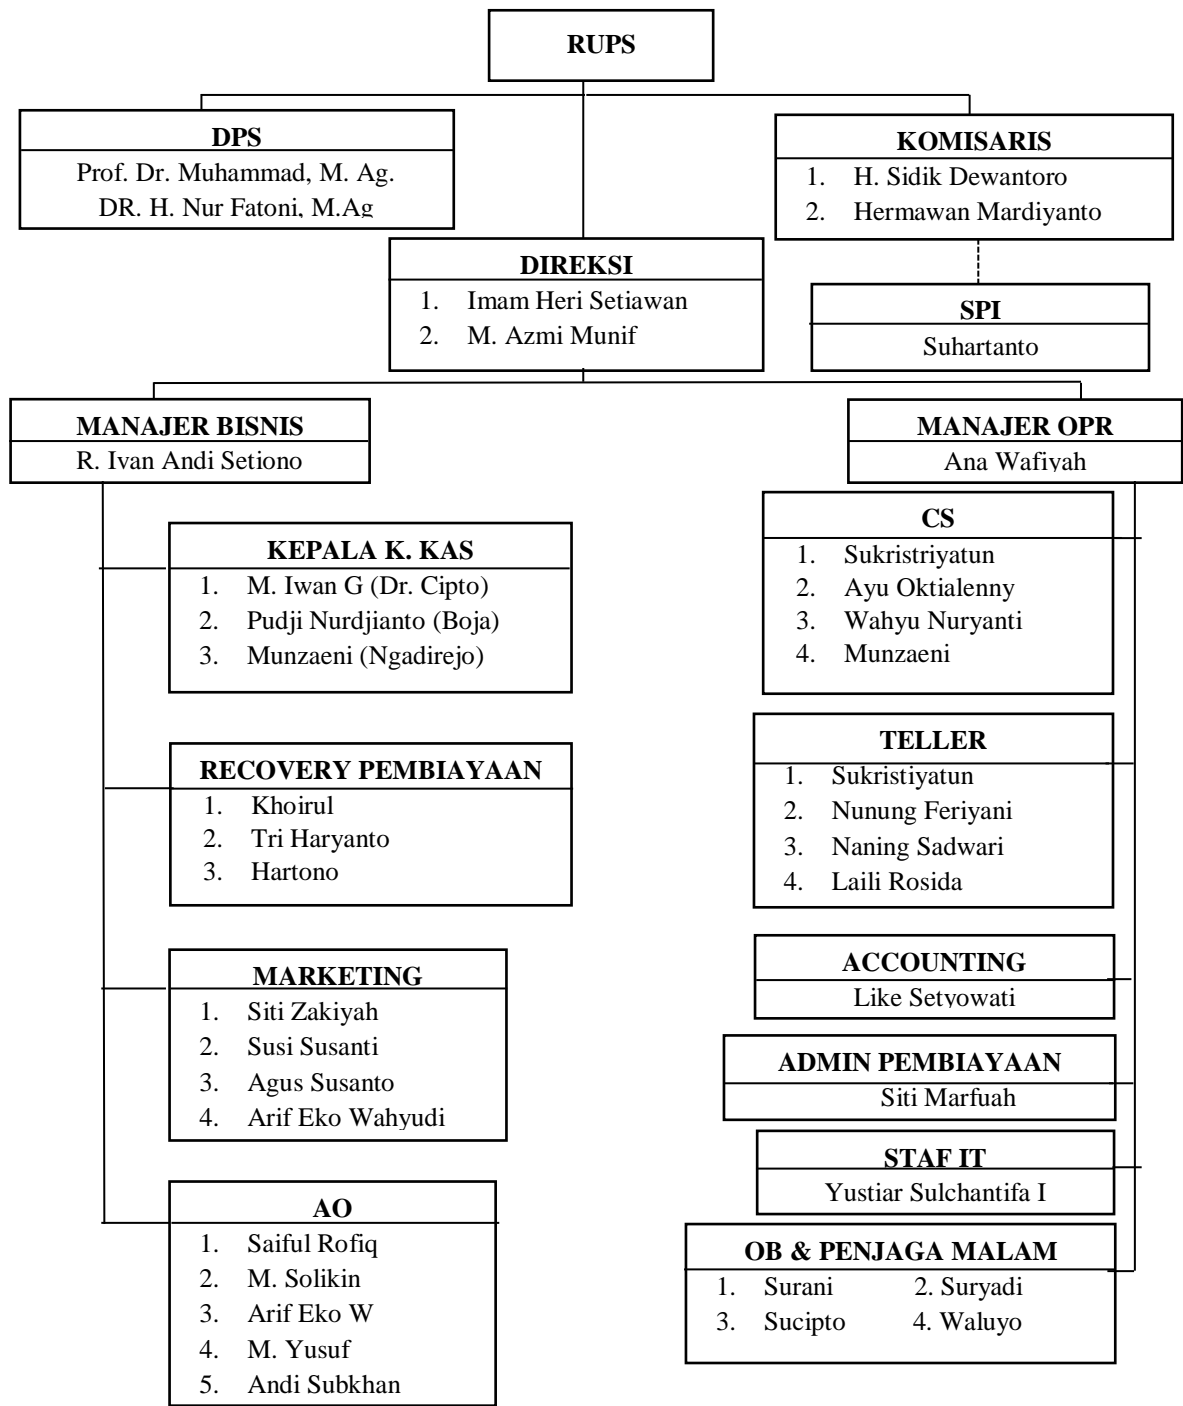 RUPS
DPS
Prof. Dr. Muhammad, M. Ag.
DR. H. Nur Fatoni, M.Ag
KOMISARIS
1. H. Sidik Dewantoro
2. Hermawan Mardiyanto
DIREKSI
1. Imam Heri Setiawan
2. M. Azmi Munif
SPI
Suhartanto
MANAJER BISNIS
R. Ivan Andi Setiono
MANAJER OPR
Ana Wafiyah
KEPALA K. KAS
1. M. Iwan G (Dr. Cipto)
2. Pudji Nurdjianto (Boja)
3. Munzaeni (Ngadirejo)
RECOVERY PEMBIAYAAN
1. Khoirul
2. Tri Haryanto
3. Hartono
MARKETING
1. Siti Zakiyah
2. Susi Susanti
3. Agus Susanto
4. Arif Eko Wahyudi
AO
1. Saiful Rofiq
2. M. Solikin
3. Arif Eko W
4. M. Yusuf
5. Andi Subkhan
CS
1. Sukristriyatun
2. Ayu Oktialenny
3. Wahyu Nuryanti
4. Munzaeni
TELLER
1. Sukristiyatun
2. Nunung Feriyani
3. Naning Sadwari
4. Laili Rosida
ACCOUNTING
Like Setyowati
ADMIN PEMBIAYAAN
Siti Marfuah
STAF IT
Yustiar Sulchantifa I
OB & PENJAGA MALAM
1. Surani 2. Suryadi
3. Sucipto 4. Waluyo